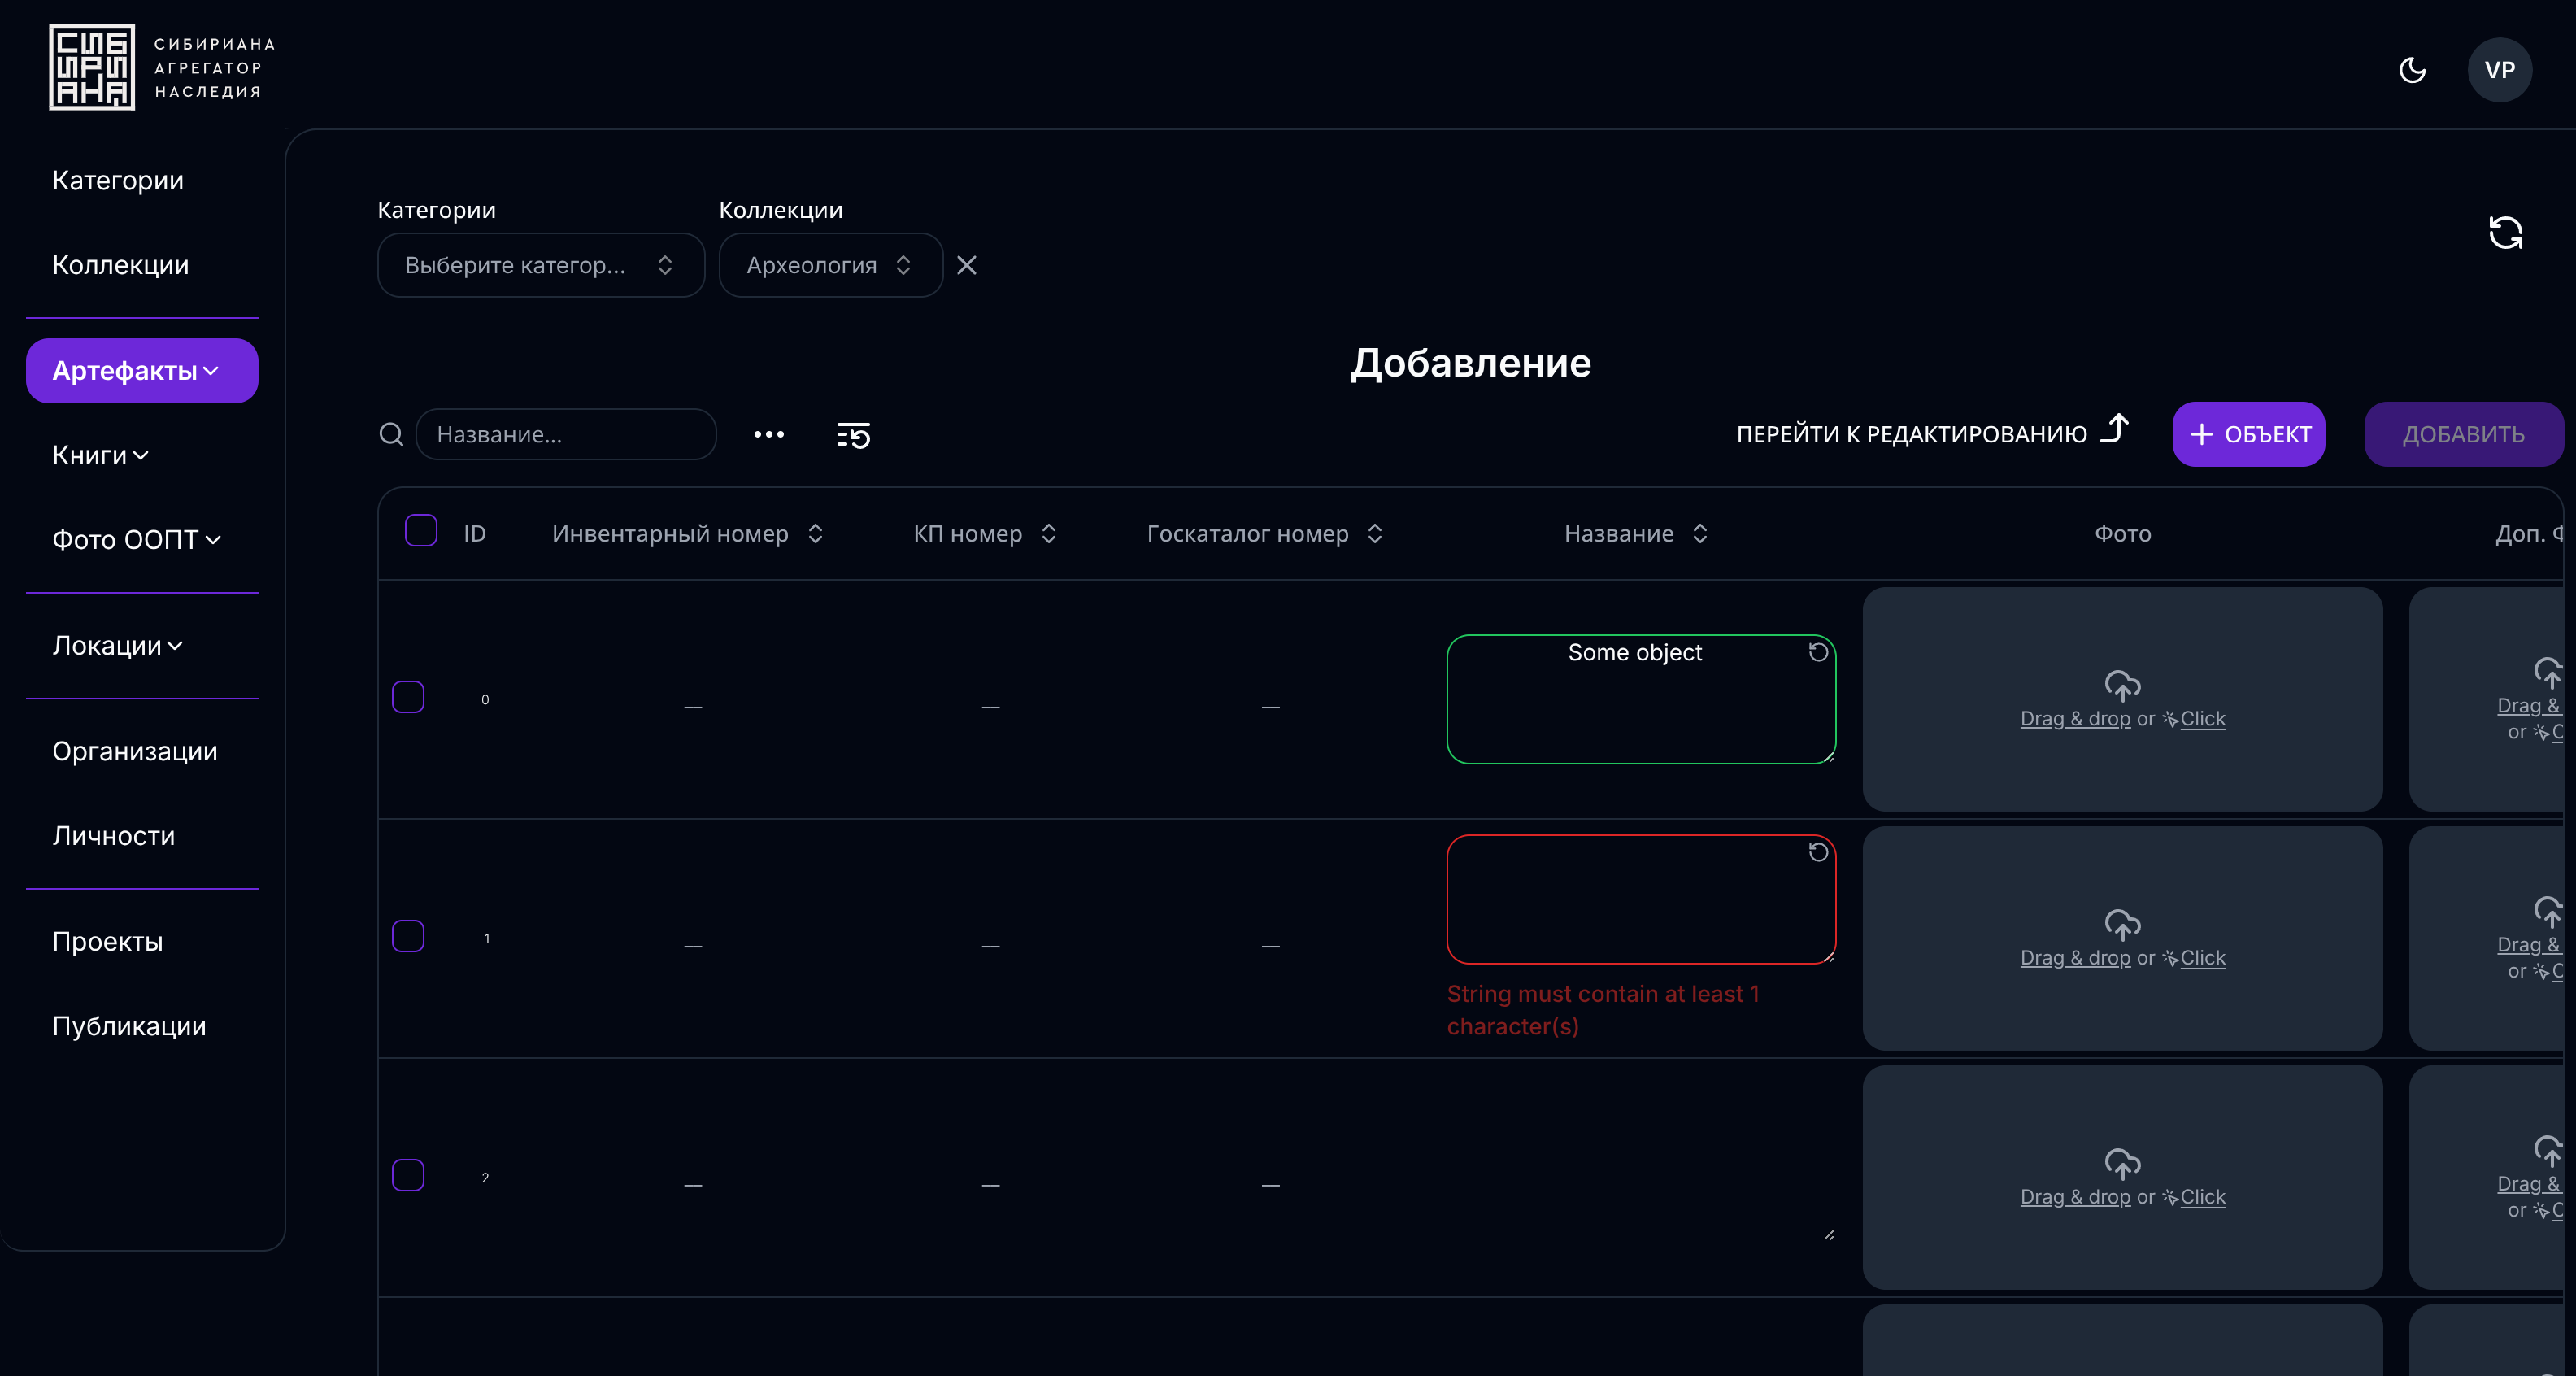 СИБИРИАНА
АГРЕГАТОР
НАСЛЕДИЯ
VP
Категории
Коллекции
Артефакты
Книги
Фото ООПТ
Локации
Организации
Личности
Проекты
Публикации
Категории
Коллекции
Выберите категор...
Археология
Добавление
Название...
ПЕРЕЙТИ К РЕДАКТИРОВАНИЮ
ОБЪЕКТ
ДОБАВИТЬ
ID
Инвентарный номер
КП номер
Госкаталог номер
Название
Фото
Доп. Ф
0
—
—
—
Some object
Drag & drop or Click
Drag &
or C
1
—
—
—
String must contain at least 1
character(s)
Drag & drop or Click
Drag &
or C
2
—
—
—
Drag & drop or Click
Drag &
or C